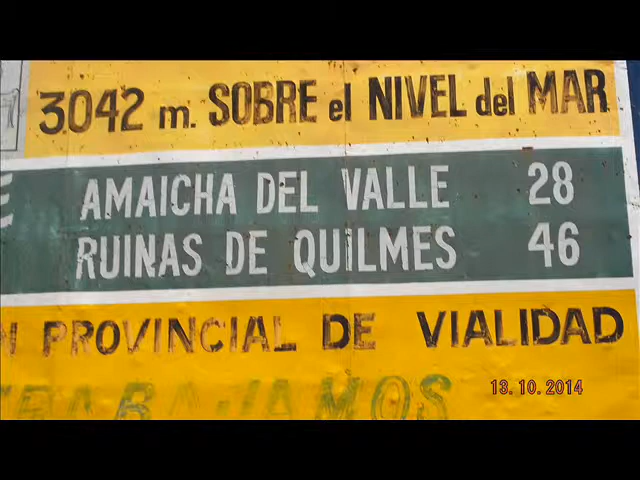 3.042 m. SOBRE el NIVEL del MAR
AMAICHA DEL VALLE 28
RUINAS DE QUILMES 46
PROVINCIAL DE VIALIDAD
TRABAJAMOS
13.10.2014